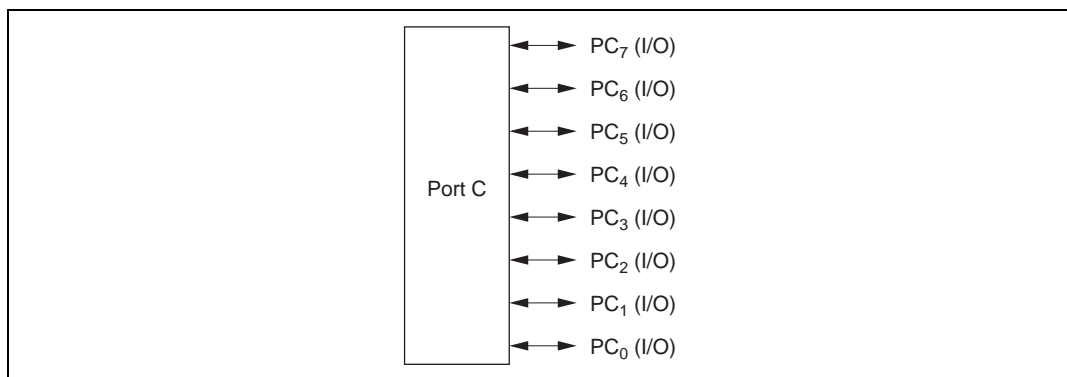 PC7 (I/O)
PC6 (I/O)
PC5 (I/O)
PC4 (I/O)
Port C
PC3 (I/O)
PC2 (I/O)
PC1 (I/O)
PC0 (I/O)